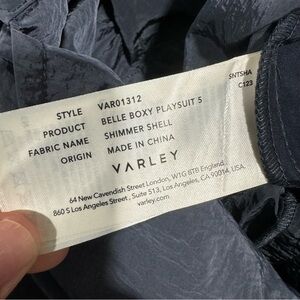 STYLE VAR01312
PRODUCT BELLE BOXY PLAYSUIT 5
FABRIC NAME SHIMMER SHELL
ORIGIN MADE IN CHINA
VARLEY
64 New Cavendish Street London, W1G 8TB England.
860 S Los Angeles Street, Suite 513, Los Angeles, CA 90014, USA.
varley.com
SNTSHA
C123